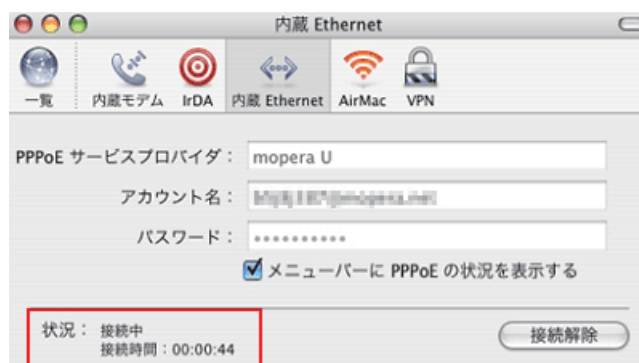 内蔵 Ethernet
一覧 内蔵モデム IrDA 内蔵 Ethernet AirMac VPN
PPPoE サービスプロバイダ： mopera U
アカウント名：
パスワード： ••••••••••
メニューバーに PPPoE の状況を表示する
状況： 接続中
接続時間：00:00:44
接続解除